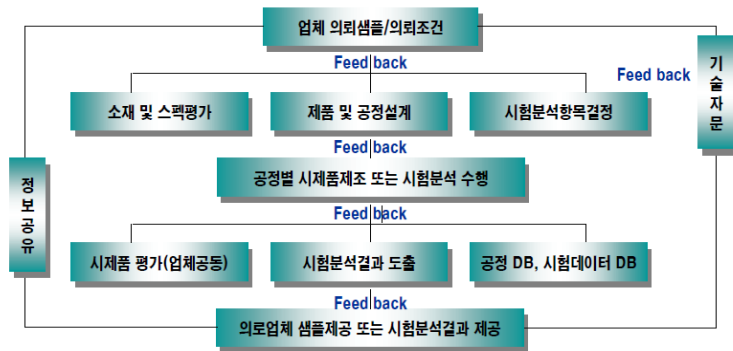 업체 의뢰샘플/의뢰조건
Feed back
Feed back
기술자문
소재 및 스펙평가
제품 및 공정설계
시험분석항목결정
Feed back
정보공유
공정별 시제품제조 또는 시험분석 수행
Feed back
시제품 평가(업체공동)
시험분석결과 도출
공정 DB, 시험데이터 DB
Feed back
의로업체 샘플제공 또는 시험분석결과 제공